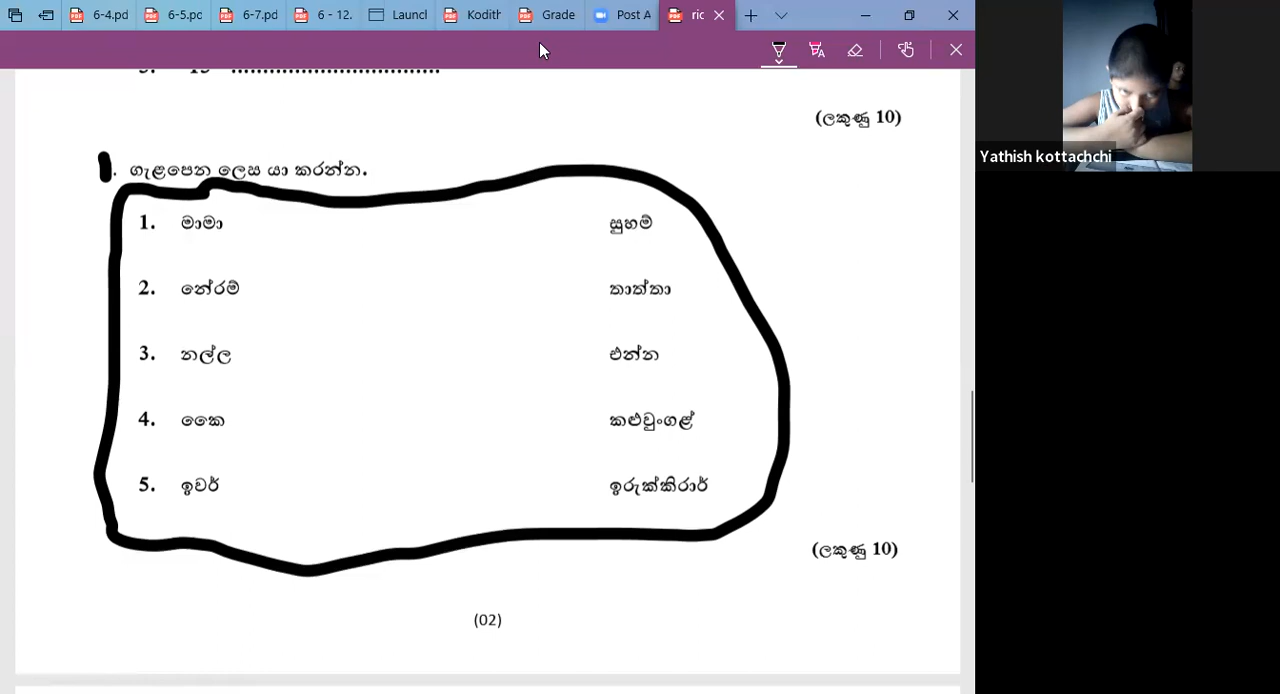 6-4.pd
6-5.pc
6-7.pd
6 - 12.
Launcl
Kodith
Grade
Post A
ric
(ලකුණු 10)
. ගැළපෙන ලෙස යා කරන්න.
1. මාමා සුහම්
2. නේරම් තාත්තා
3. නල්ල එන්න
4. කෛ කළුවුංගළ්
5. ඉවර් ඉරුක්කිරාර්
(ලකුණු 10)
(02)
Yathish kottachchi